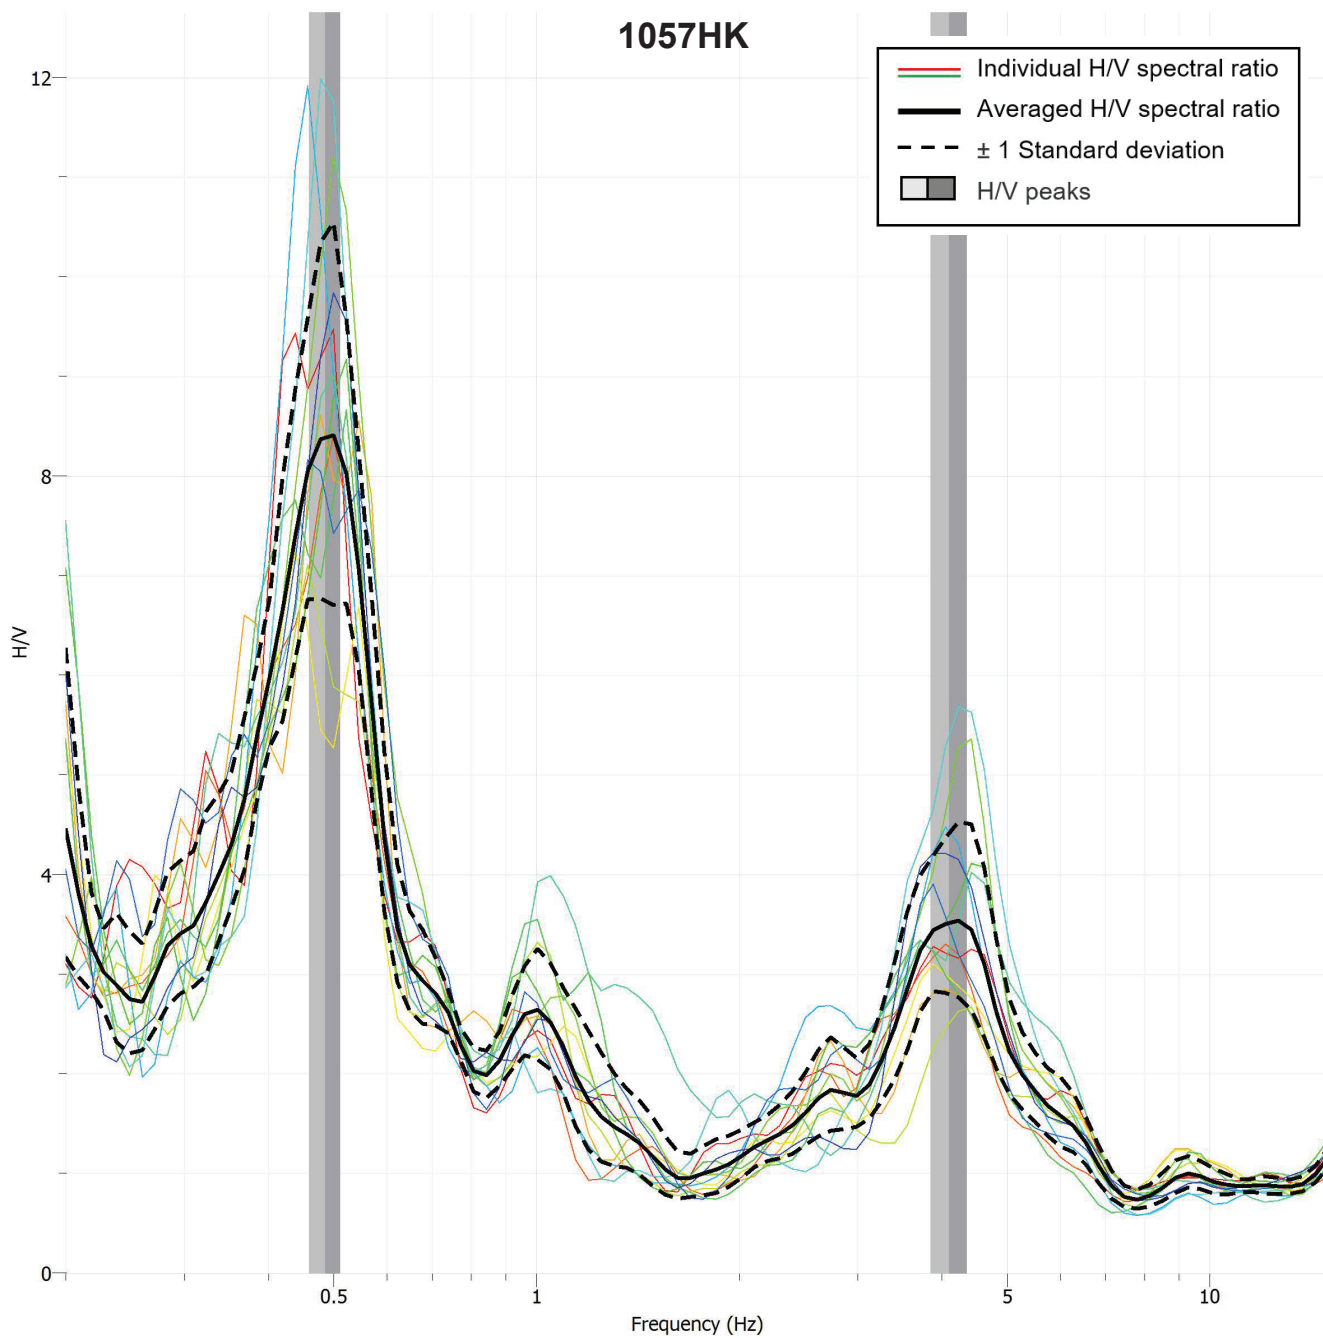 1057HK
Individual H/V spectral ratio
Averaged H/V spectral ratio
± 1 Standard deviation
H/V peaks
12
8
4
0
H/V
0.5
1
5
10
Frequency (Hz)